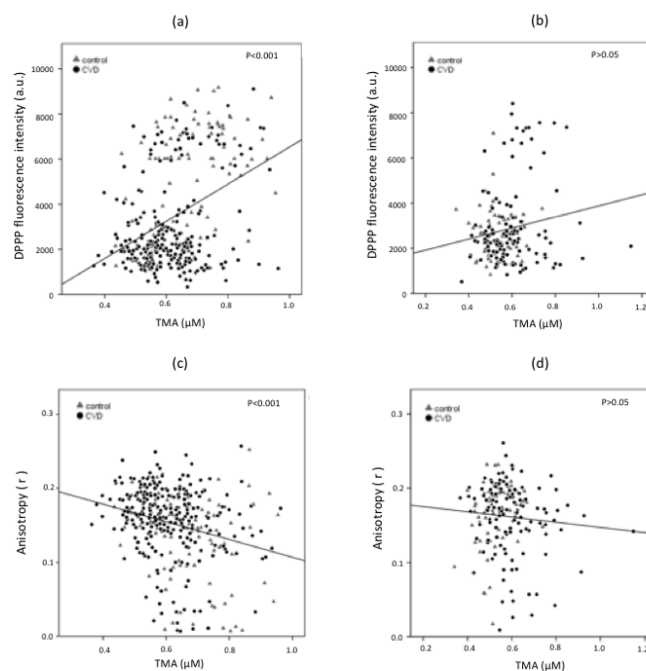 (a)
(b)
P<0.001
P>0.05
control
CVD
control
CVD
DPPP fluorescence intensity (a.u.)
10000
8000
6000
4000
2000
0
0.4
0.6
0.8
1.0
TMA (µM)
DPPP fluorescence intensity (a.u.)
10000
8000
6000
4000
2000
0
0.2
0.4
0.6
0.8
1.0
1.2
TMA (µM)
(c)
(d)
P<0.001
P>0.05
control
CVD
control
CVD
Anisotropy ( r )
0.3
0.2
0.1
0.0
0.4
0.6
0.8
1.0
TMA (µM)
Anisotropy ( r )
0.3
0.2
0.1
0.0
0.2
0.4
0.6
0.8
1.0
1.2
TMA (µM)